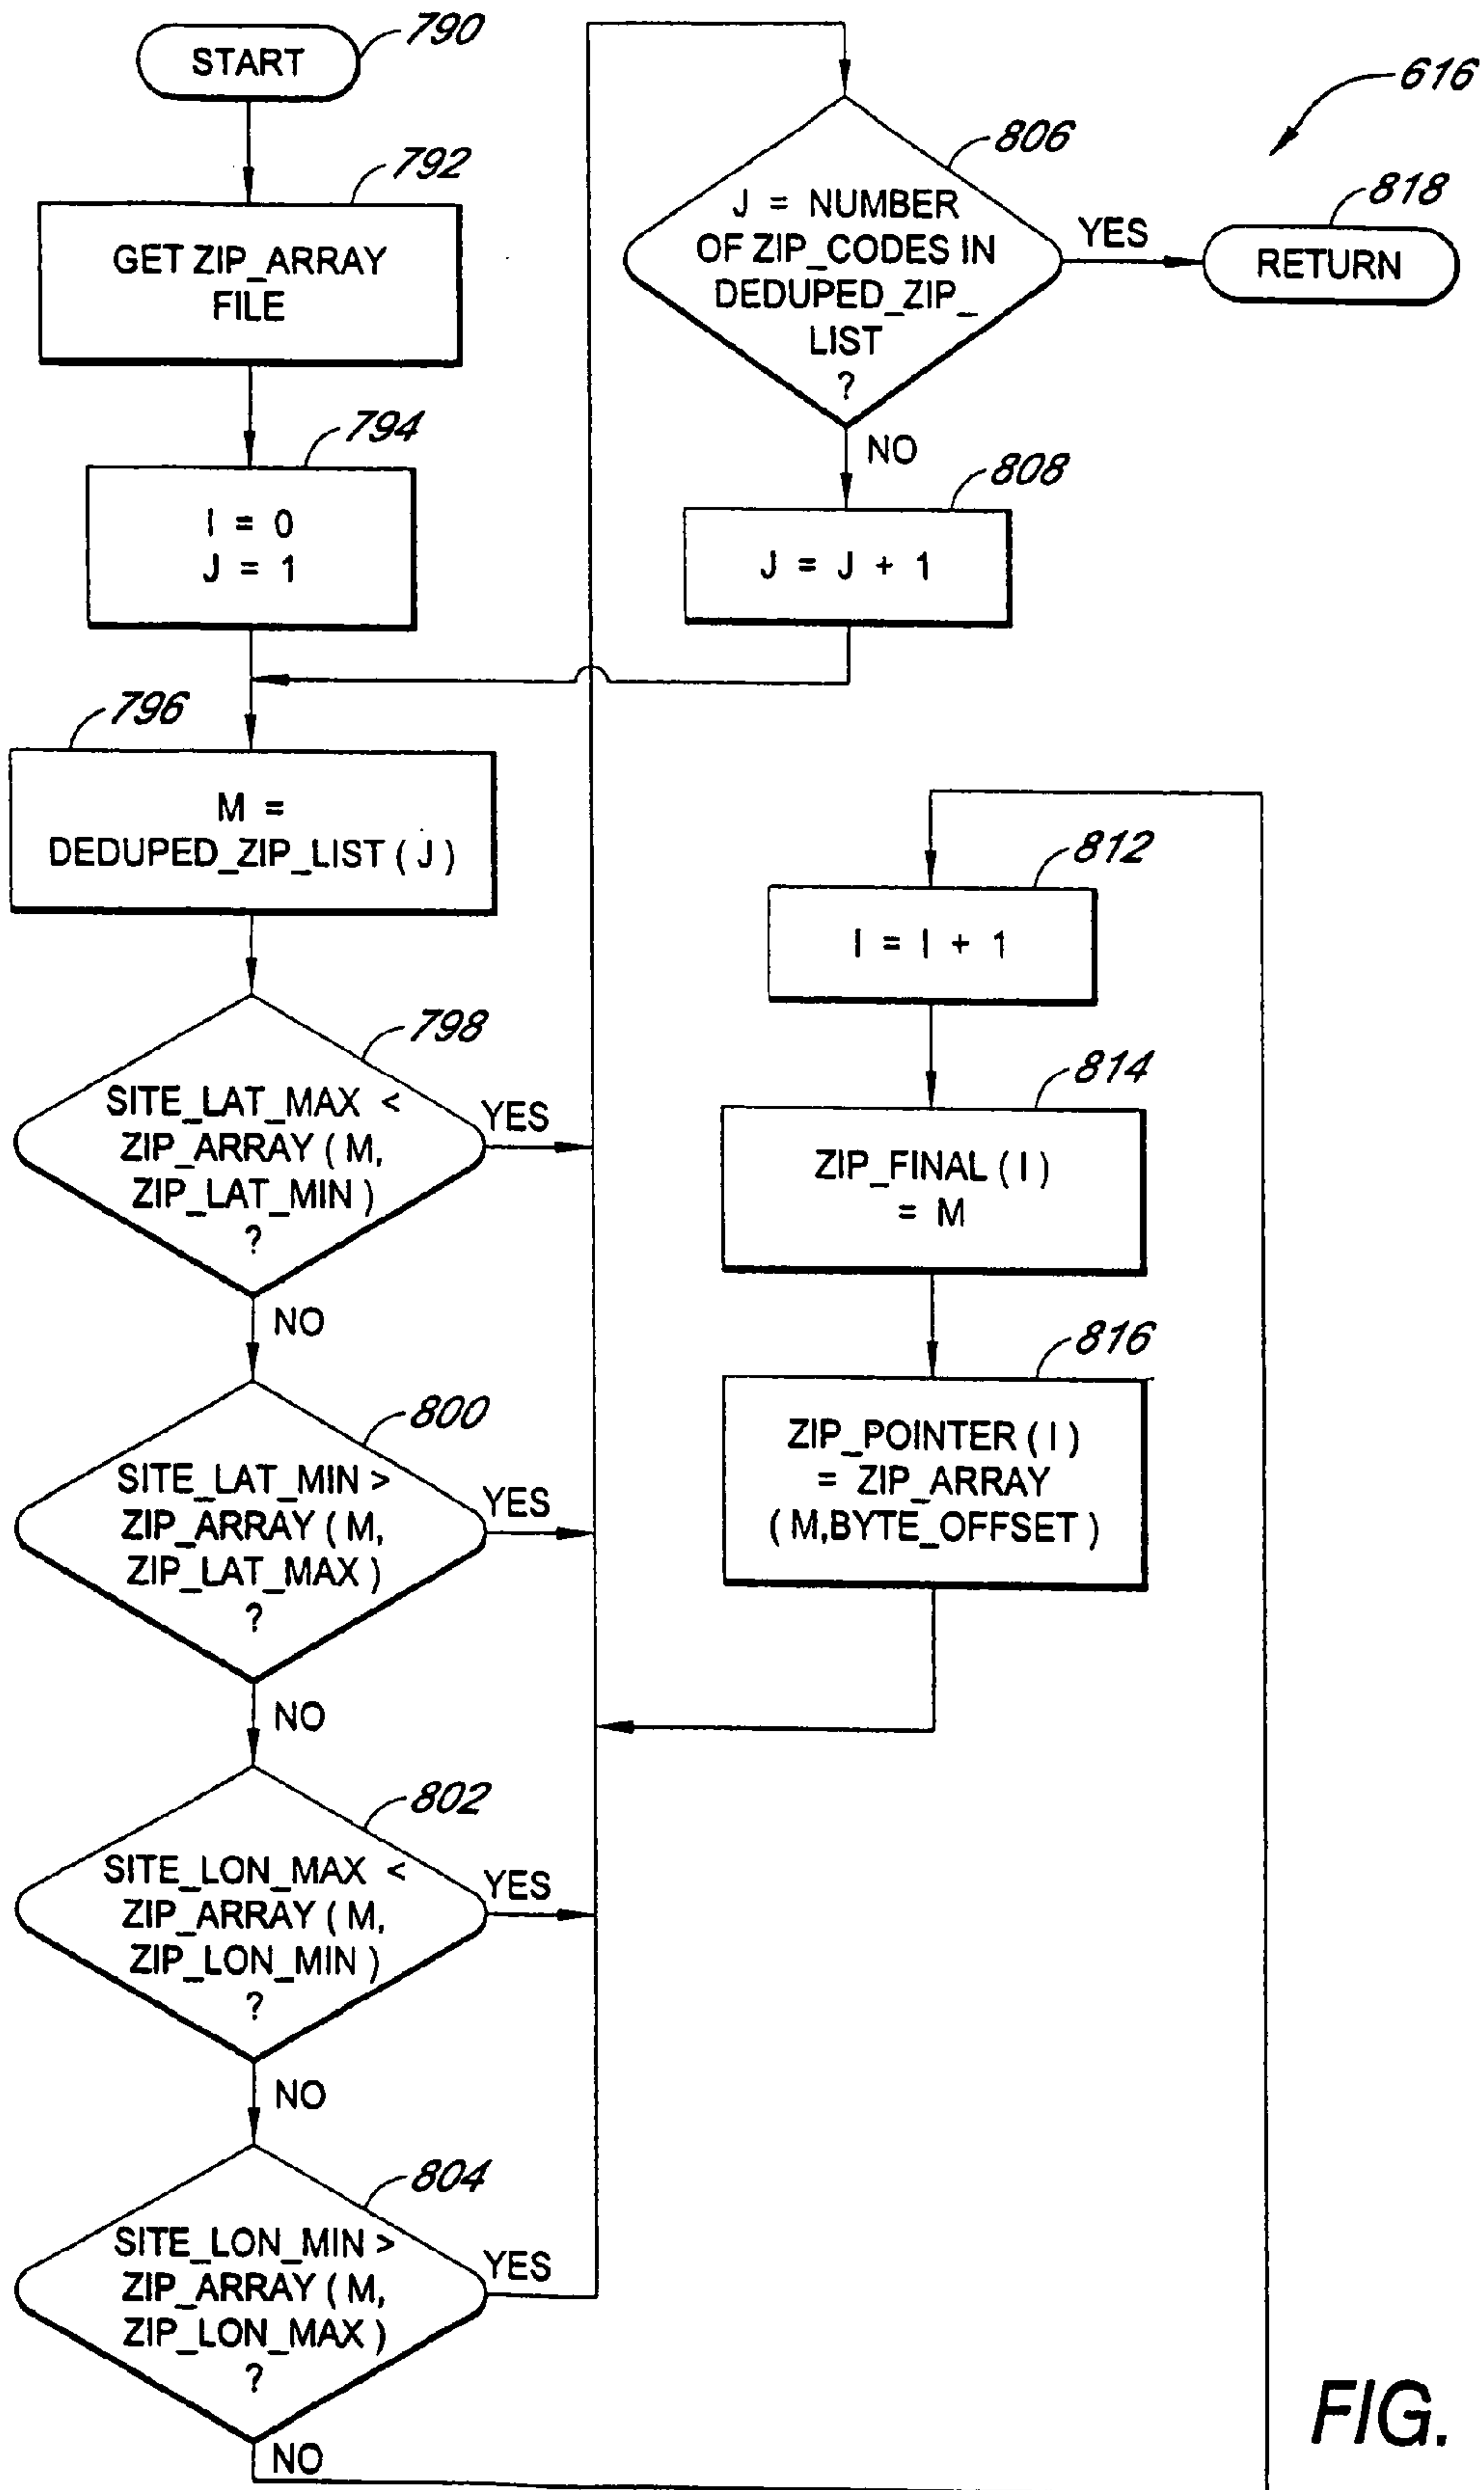 START
790
792
GET ZIP_ARRAY
FILE
794
I = 0
J = 1
796
M =
DEDUPED_ZIP_LIST ( J )
798
SITE_LAT_MAX <
ZIP_ARRAY ( M,
ZIP_LAT_MIN )
?
YES
NO
800
SITE_LAT_MIN >
ZIP_ARRAY ( M,
ZIP_LAT_MAX )
?
YES
NO
802
SITE_LON_MAX <
ZIP_ARRAY ( M,
ZIP_LON_MIN )
?
YES
NO
804
SITE_LON_MIN >
ZIP_ARRAY ( M,
ZIP_LON_MAX )
?
YES
NO
806
J = NUMBER
OF ZIP_CODES IN
DEDUPED_ZIP_
LIST
?
YES
NO
808
J = J + 1
812
I = I + 1
814
ZIP_FINAL ( I )
= M
816
ZIP_POINTER ( I )
= ZIP_ARRAY
( M,BYTE_OFFSET )
616
818
RETURN
FIG.